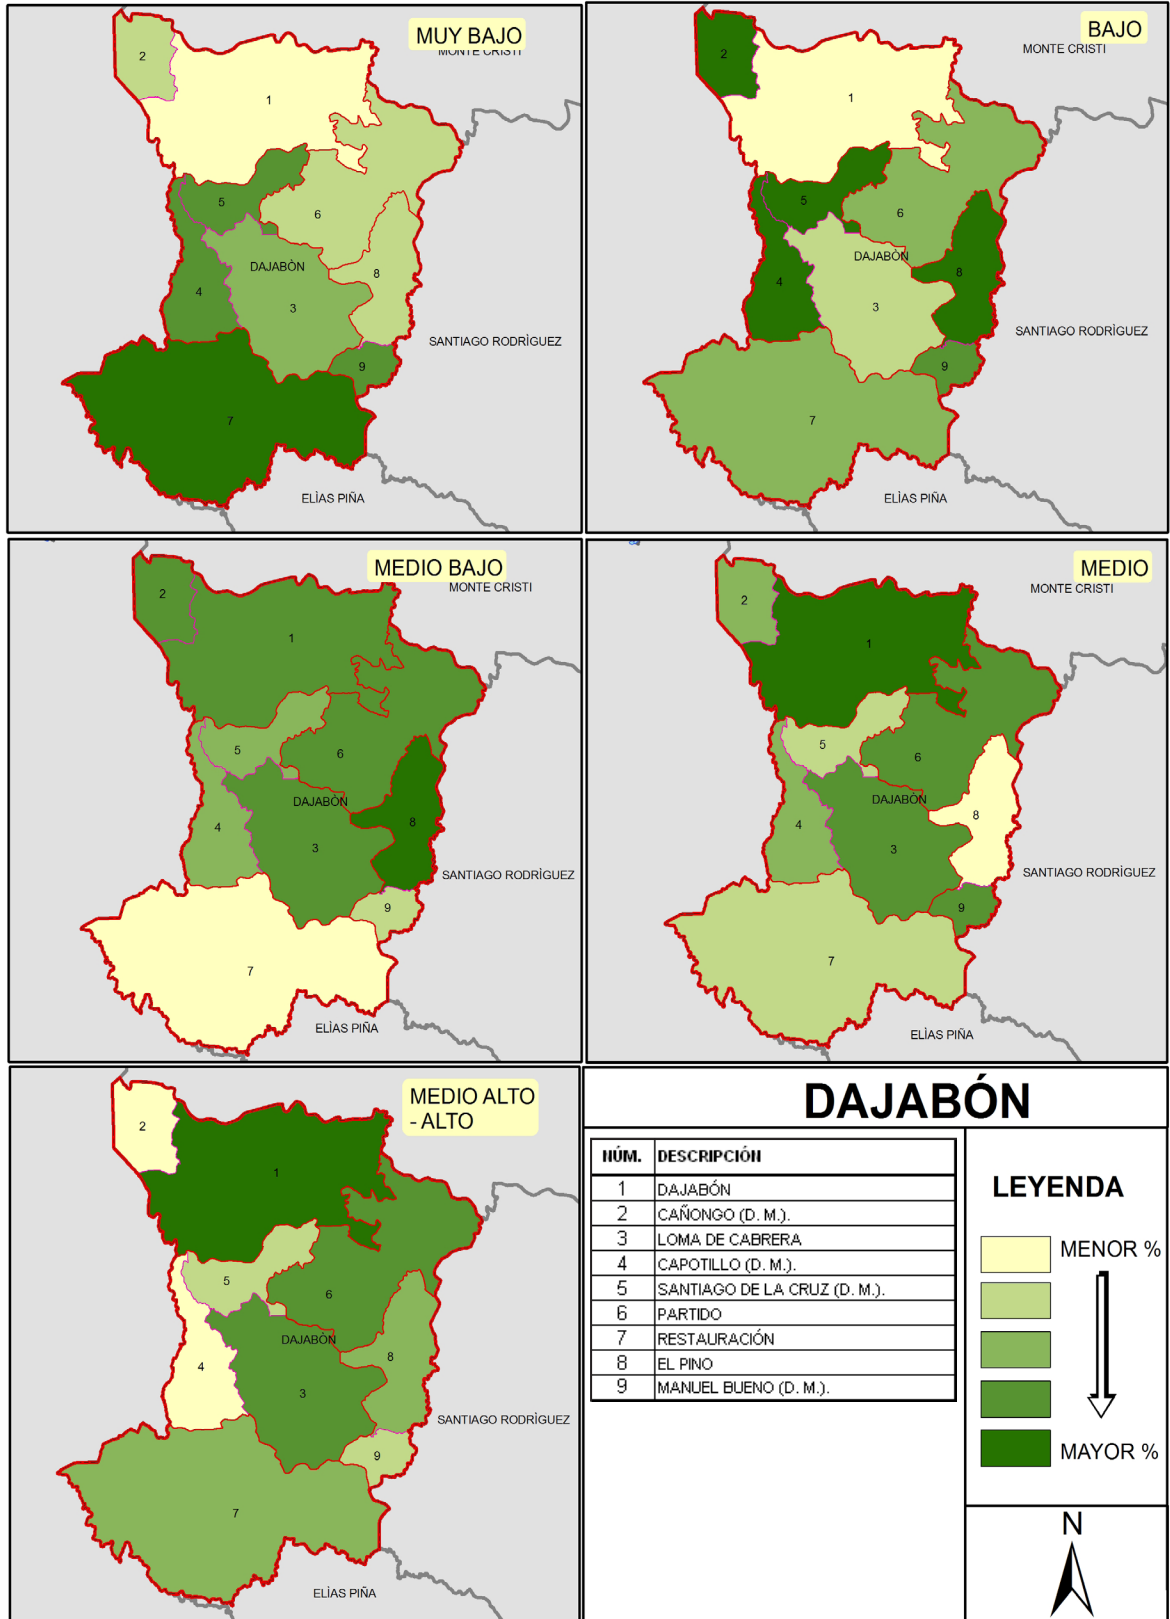 MUY BAJO
MONTE CRISTI
2
1
5
6
DAJABÒN
8
4
3
SANTIAGO RODRÌGUEZ
9
7
ELÌAS PIÑA
BAJO
MONTE CRISTI
2
1
5
6
DAJABÒN
8
4
3
SANTIAGO RODRÌGUEZ
9
7
ELÌAS PIÑA
MEDIO BAJO
MONTE CRISTI
2
1
5
6
DAJABÒN
8
4
3
SANTIAGO RODRÌGUEZ
9
7
ELÌAS PIÑA
MEDIO
MONTE CRISTI
2
1
5
6
DAJABÒN
8
4
3
SANTIAGO RODRÌGUEZ
9
7
ELÌAS PIÑA
MEDIO ALTO
- ALTO
2
1
5
6
DAJABÒN
8
4
3
SANTIAGO RODRÌGUEZ
9
7
ELÌAS PIÑA
DAJABÓN
NÚM. DESCRIPCIÓN
1 DAJABÓN
2 CAÑONGO (D. M.).
3 LOMA DE CABRERA
4 CAPOTILLO (D. M.).
5 SANTIAGO DE LA CRUZ (D. M.).
6 PARTIDO
7 RESTAURACIÓN
8 EL PINO
9 MANUEL BUENO (D. M.).
LEYENDA
MENOR %
MAYOR %
N